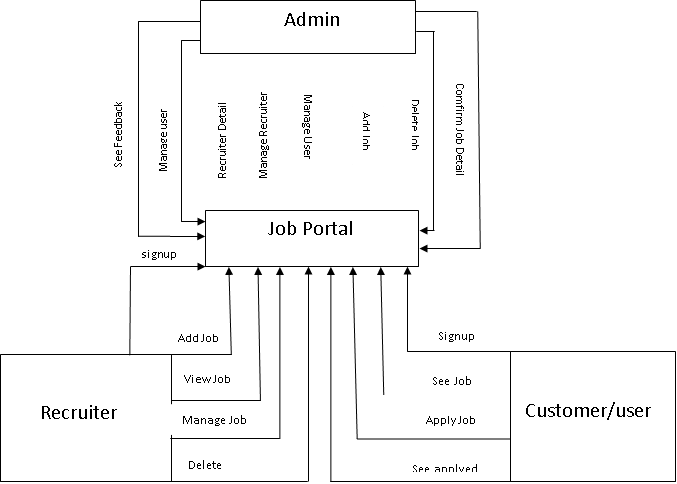 Admin
See Feedback
Manage user
Recruiter Detail
Manage Recruiter
Manage User
Add Job
Delete Job
Comfirm Job Detail
Job Portal
signup
Add Job
View Job
Manage Job
Delete
Recruiter
Signup
See Job
Apply Job
See applyed
Customer/user